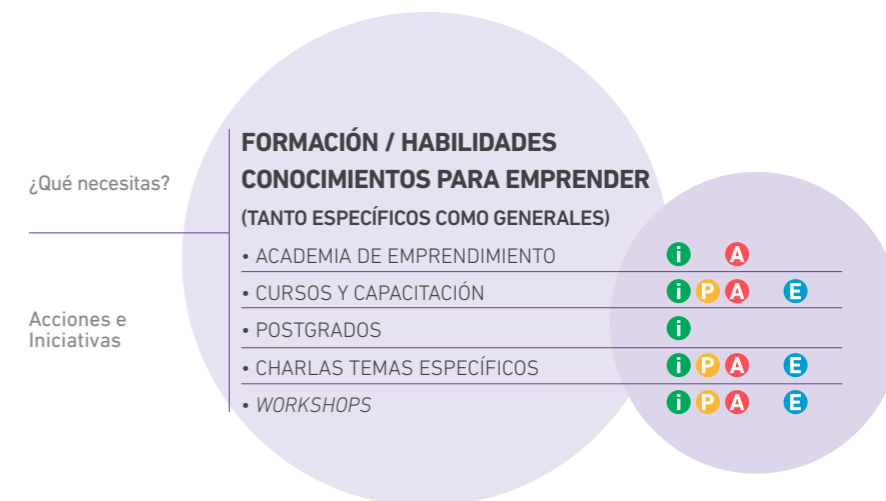 ¿Qué necesitas?
FORMACIÓN / HABILIDADES
CONOCIMIENTOS PARA EMPRENDER
(TANTO ESPECÍFICOS COMO GENERALES)
Acciones e
Iniciativas
• ACADEMIA DE EMPRENDIMIENTO i A
• CURSOS Y CAPACITACIÓN i P A E
• POSTGRADOS i
• CHARLAS TEMAS ESPECÍFICOS i P A E
• WORKSHOPS i P A E